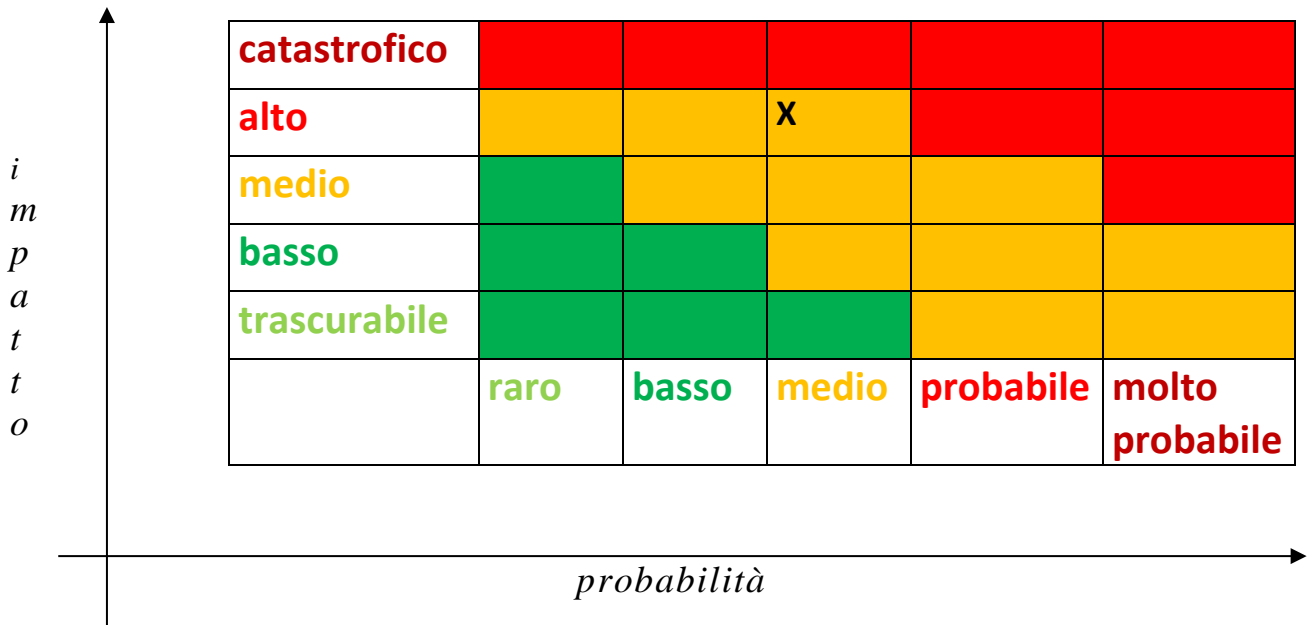 catastrofico
alto X
medio
basso
trascurabile
raro basso medio probabile molto
probabile
i
m
p
a
t
t
o
probabilità